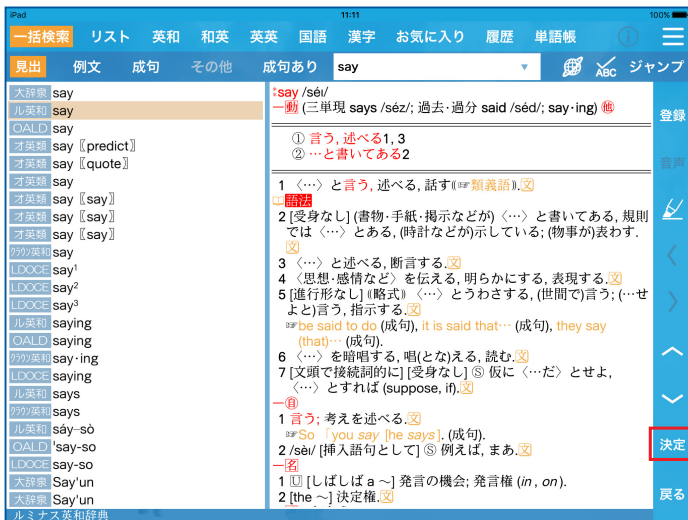 iPad 11:11 100%
一括検索 リスト 英和 和英 英英 国語 漢字 お気に入り 履歴 単語帳
見出 例文 成句 その他 成句あり say ABC ジャンプ
大辞泉 say
ル英和 say
OALD say
オ英類 say〖predict〗
オ英類 say〖quote〗
オ英類 say
オ英類 say〖say〗
オ英類 say〖say〗
オ英類 say〖say〗
クラウン英和 say
LDOCE say¹
LDOCE say²
LDOCE say³
ル英和 saying
OALD saying
クラウン英和 say·ing
LDOCE saying
ル英和 says
クラウン英和 says
ル英和 sáy–sò
OALD 'say-so
LDOCE say-so
大辞泉 Say'un
大辞泉 Say'un
ルミナス英和辞典
say /séɪ/
━動 (三単現 says /séz/; 過去·過分 said /séd/; say·ing) 他
① 言う, 述べる1, 3
② …と書いてある2
1 〈…〉と言う, 述べる, 話す⟪☞類義語⟫.文
語法
2 [受身なし] (書物·手紙·掲示などが)〈…〉と書いてある, 規則
では〈…〉とある, (時計などが)示している; (物事が)表わす.
文
3 〈…〉と述べる, 断言する.文
4 〈思想·感情など〉を伝える, 明らかにする, 表現する.文
5 [進行形なし]⟪略式⟫〈…〉とうわさする, (世間で)言う; (…せ
よと)言う, 指示する.文
☞be said to do (成句), it is said that… (成句), they say
(that)… (成句).
6 〈…〉を暗唱する, 唱(とな)える, 読む.文
7 [文頭で接続詞的に] [受身なし] Ⓢ 仮に〈…だ〉とせよ,
〈…〉とすれば (suppose, if).文
━自
1 言う; 考えを述べる.文
☞So「you say [he says]. (成句).
2 /sèɪ/ [挿入語句として] Ⓢ 例えば, まあ.文
━名
1 U [しばしば a ~] 発言の機会; 発言権 (in, on).
2 [the ~] 決定権.文
登録
音声
決定
戻る